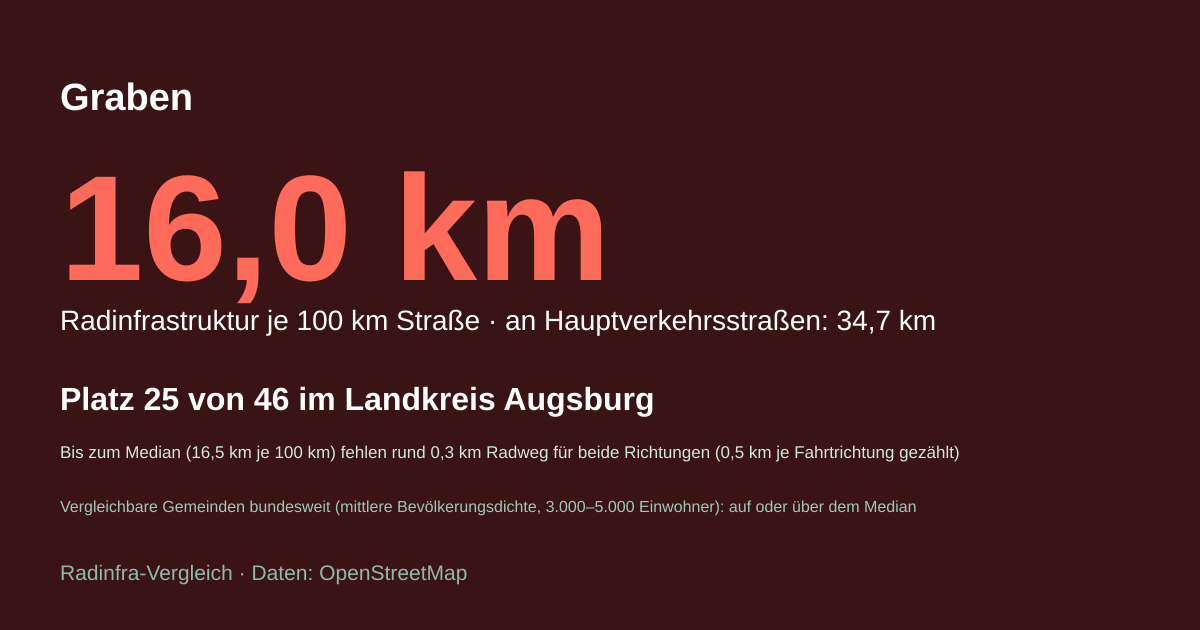 Graben
16,0 km
Radinfrastruktur je 100 km Straße · an Hauptverkehrsstraßen: 34,7 km
Platz 25 von 46 im Landkreis Augsburg
Bis zum Median (16,5 km je 100 km) fehlen rund 0,3 km Radweg für beide Richtungen (0,5 km je Fahrtrichtung gezählt)
Vergleichbare Gemeinden bundesweit (mittlere Bevölkerungsdichte, 3.000–5.000 Einwohner): auf oder über dem Median
Radinfra-Vergleich · Daten: OpenStreetMap